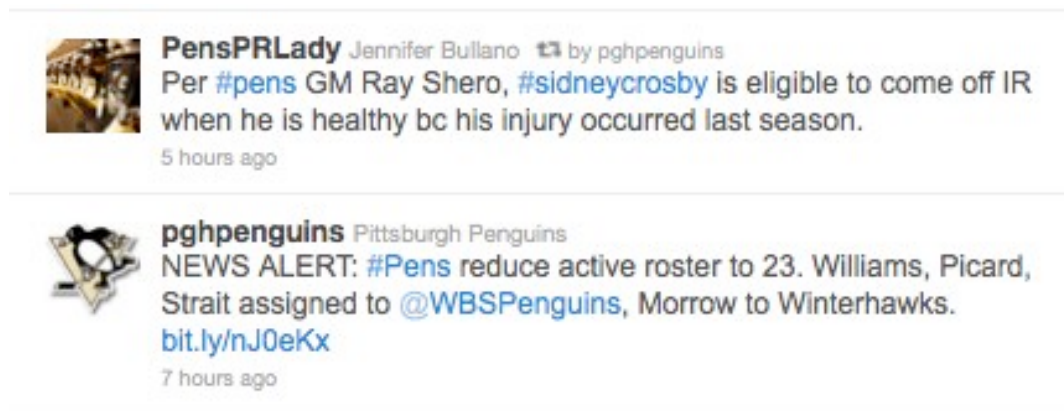 PensPRLady Jennifer Bullano by pghpenguins
Per #pens GM Ray Shero, #sidneycrosby is eligible to come off IR
when he is healthy bc his injury occurred last season.
5 hours ago
pghpenguins Pittsburgh Penguins
NEWS ALERT: #Pens reduce active roster to 23. Williams, Picard,
Strait assigned to @WBSPenguins, Morrow to Winterhawks.
bit.ly/nJ0eKx
7 hours ago